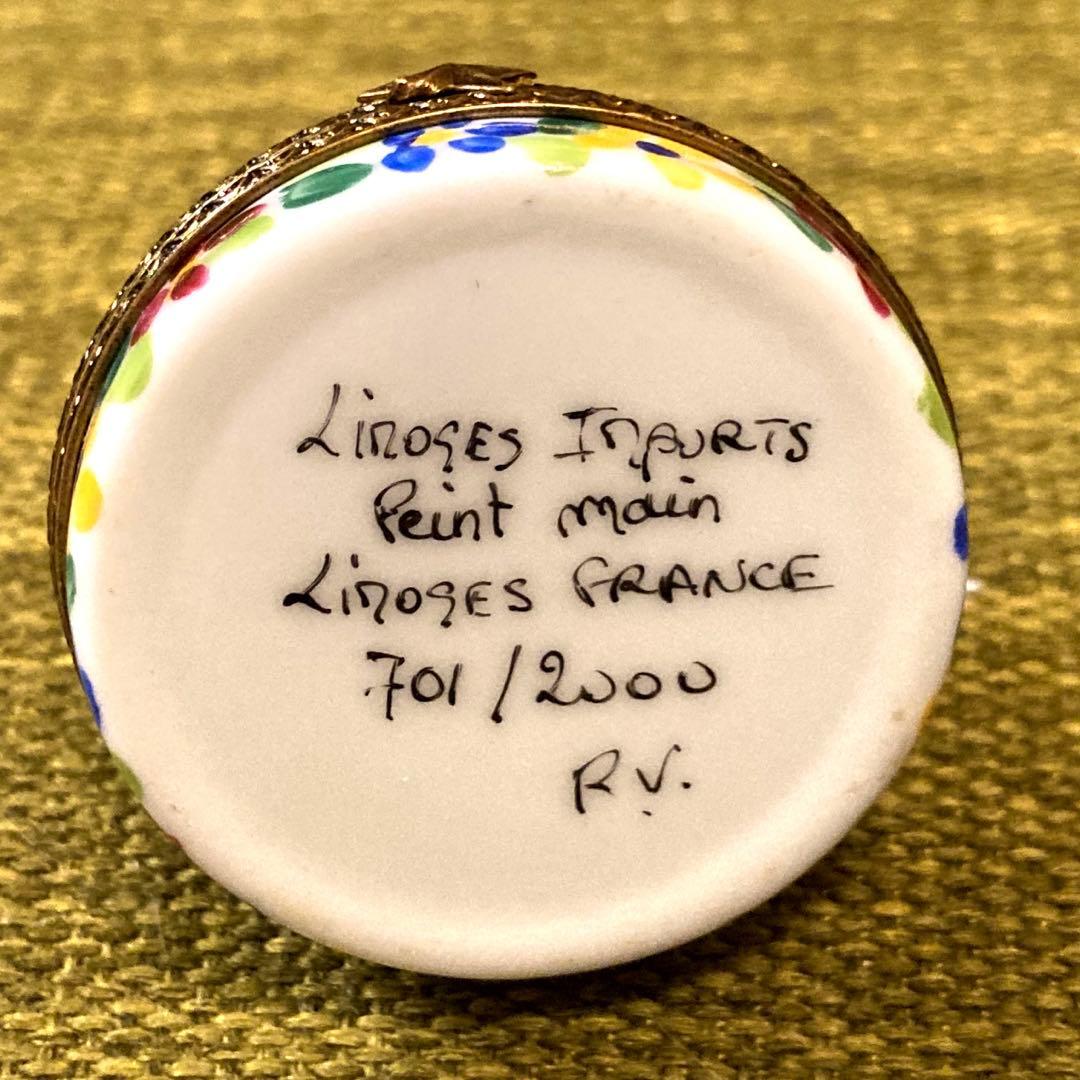 Limoges Imports
Peint main
Limoges FRANCE
701/2000
R.V.